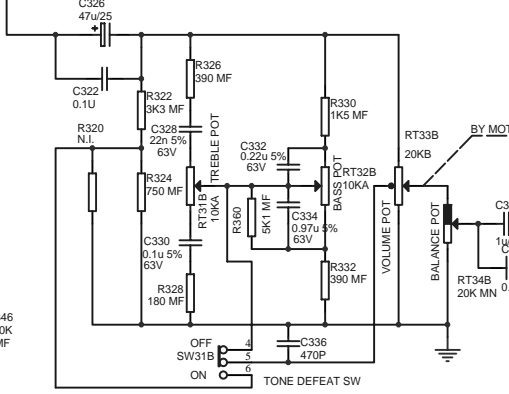 C326
47u/25
C322
0.1U
R326
390 MF
R322
3K3 MF
R330
1K5 MF
R320
N.I.
C328
22n 5%
63V
TREBLE POT
C332
0.22u 5%
63V
RT33B
20KB
BY MOT
R324
750 MF
RT31B
10KA
BASS POT
RT32B
10KA
R360
5K1 MF
C334
0.97u 5%
63V
VOLUME POT
BALANCE POT
C330
0.1u 5%
63V
R328
180 MF
R332
390 MF
RT34B
20K MN
OFF
4
SW31B
5
ON
6
C336
470P
TONE DEFEAT SW